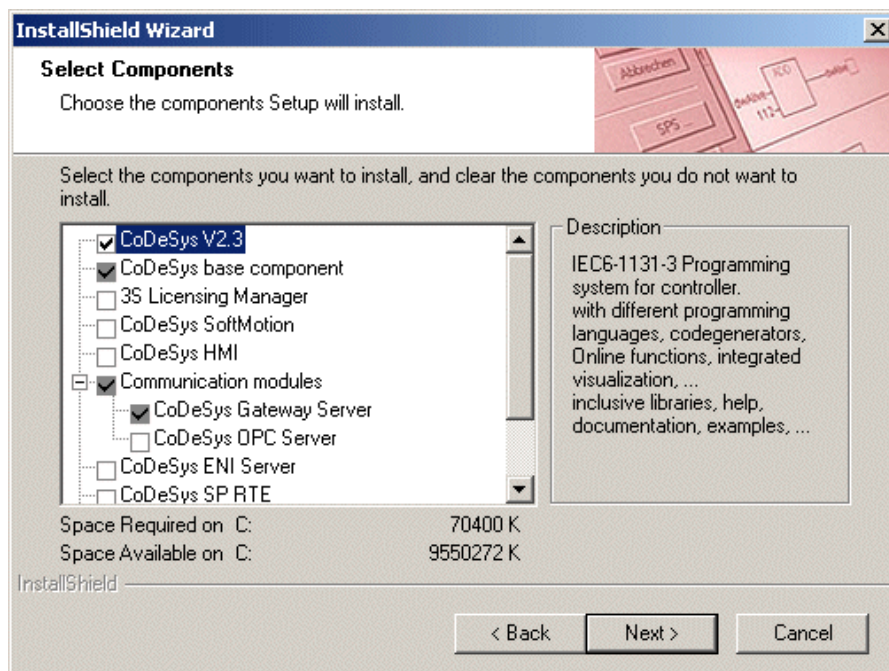 InstallShield Wizard
Select Components
Choose the components Setup will install.
Abbrechen
SPS ...
112
Select the components you want to install, and clear the components you do not want to
install.
CoDeSys V2.3
CoDeSys base component
3S Licensing Manager
CoDeSys SoftMotion
CoDeSys HMI
Communication modules
CoDeSys Gateway Server
CoDeSys OPC Server
CoDeSys ENI Server
CoDeSys SP RTE
Description
IEC6-1131-3 Programming
system for controller.
with different programming
languages, codegenerators,
Online functions, integrated
visualization, ...
inclusive libraries, help,
documentation, examples, ...
Space Required on C: 70400 K
Space Available on C: 9550272 K
InstallShield
< Back
Next >
Cancel